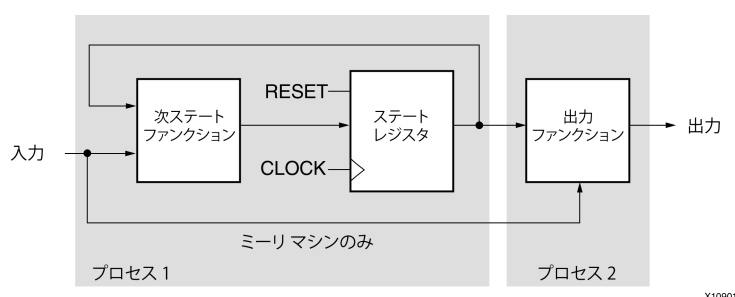 RESET
次ステート
ファンクション
ステート
レジスタ
出力
ファンクション
出力
入力
CLOCK
ミーリ マシンのみ
プロセス 1
プロセス 2
X10901